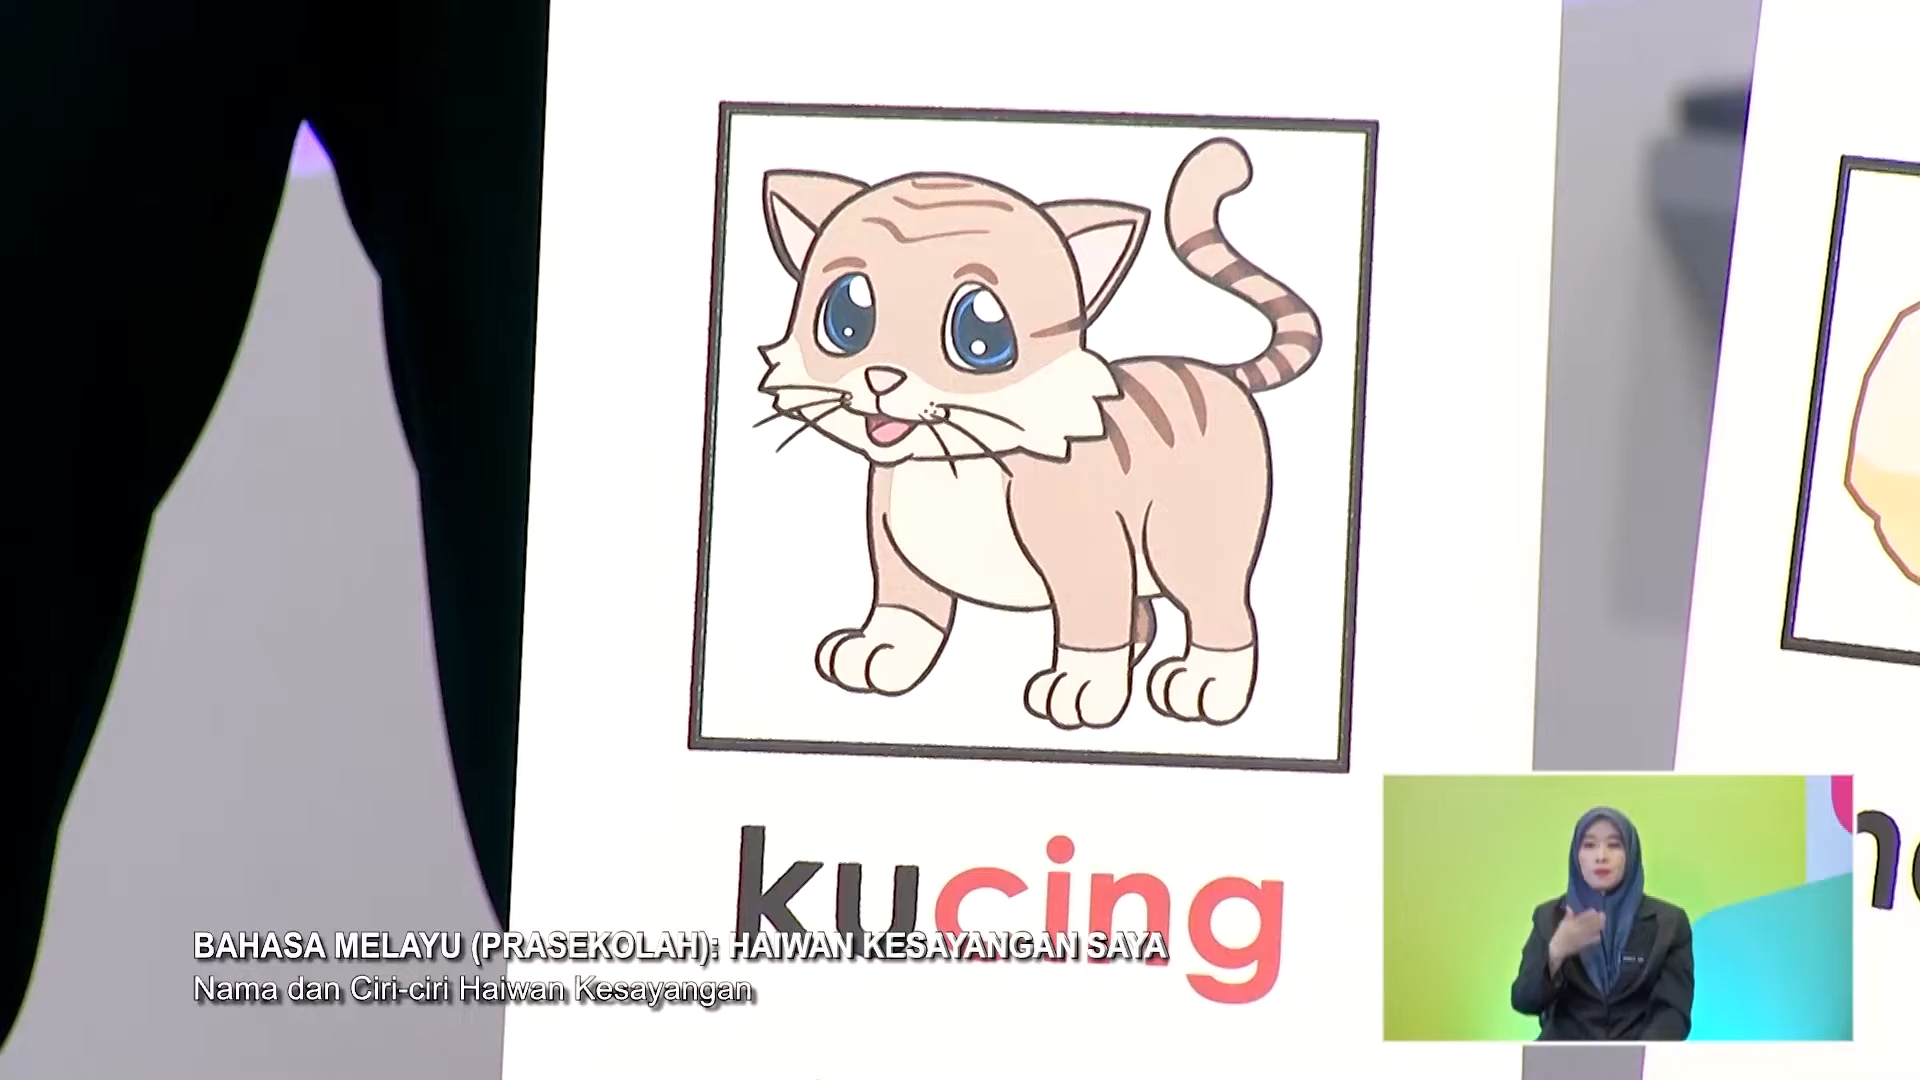 kucing
BAHASA MELAYU (PRASEKOLAH): HAIWAN KESAYANGAN SAYA
Nama dan Ciri-ciri Haiwan Kesayangan